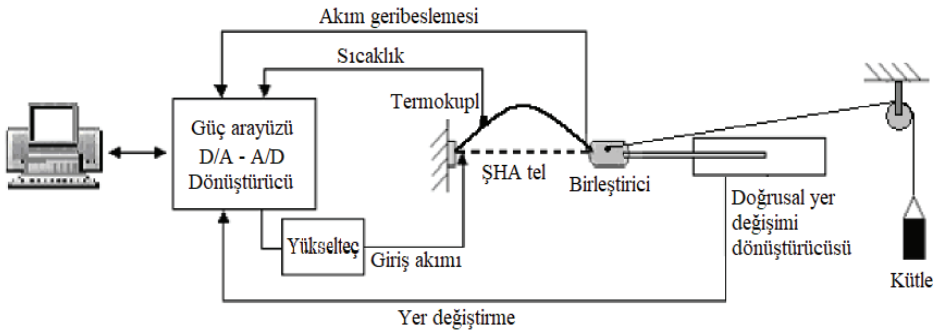 Akım geribeslemesi
Sıcaklık
Termokupl
Güç arayüzü
D/A - A/D
Dönüştürücü
ŞHA tel
Birleştirici
Doğrusal yer
değişimi
dönüştürücüsü
Yükselteç
Giriş akımı
Kütle
Yer değiştirme